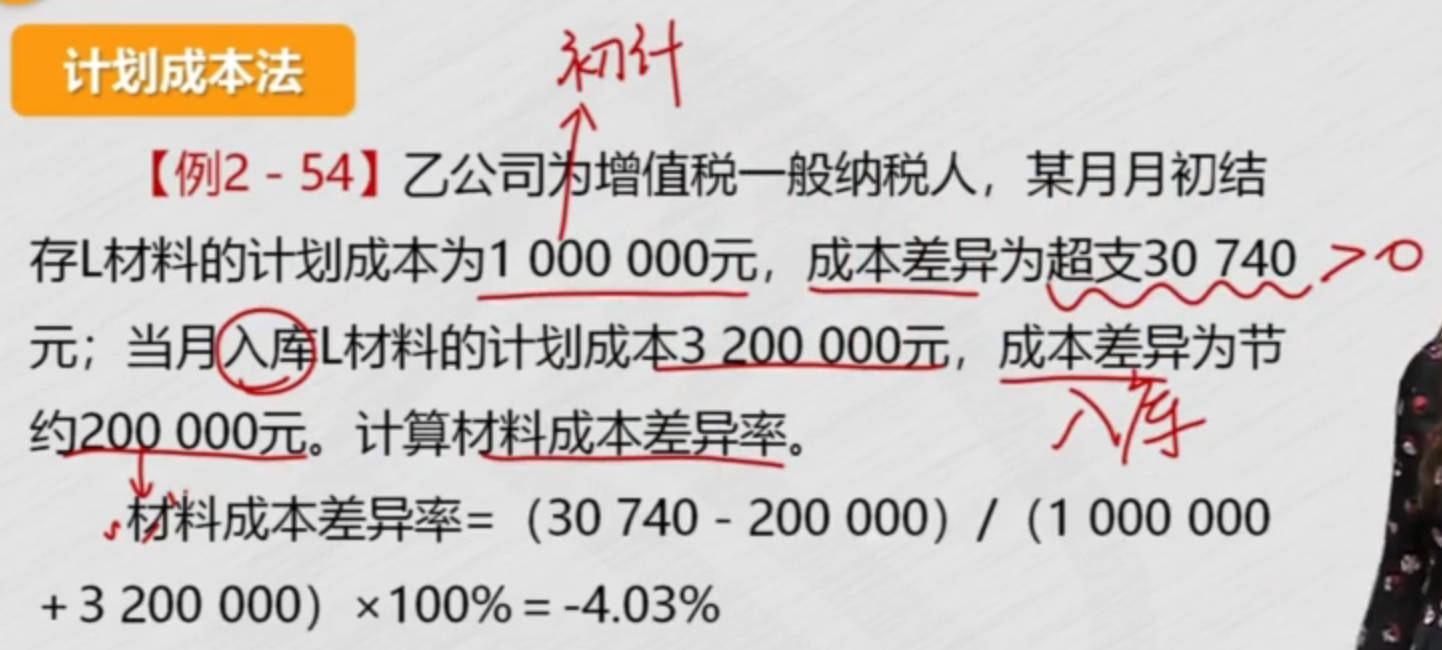 计划成本法
初计
【例2 - 54】乙公司为增值税一般纳税人，某月月初结
存L材料的计划成本为1 000 000元，成本差异为超支30 740 >0
元；当月入库L材料的计划成本3 200 000元，成本差异为节
约200 000元。计算材料成本差异率。
入库
材料成本差异率=（30 740 - 200 000）/（1 000 000
+ 3 200 000）×100% = -4.03%